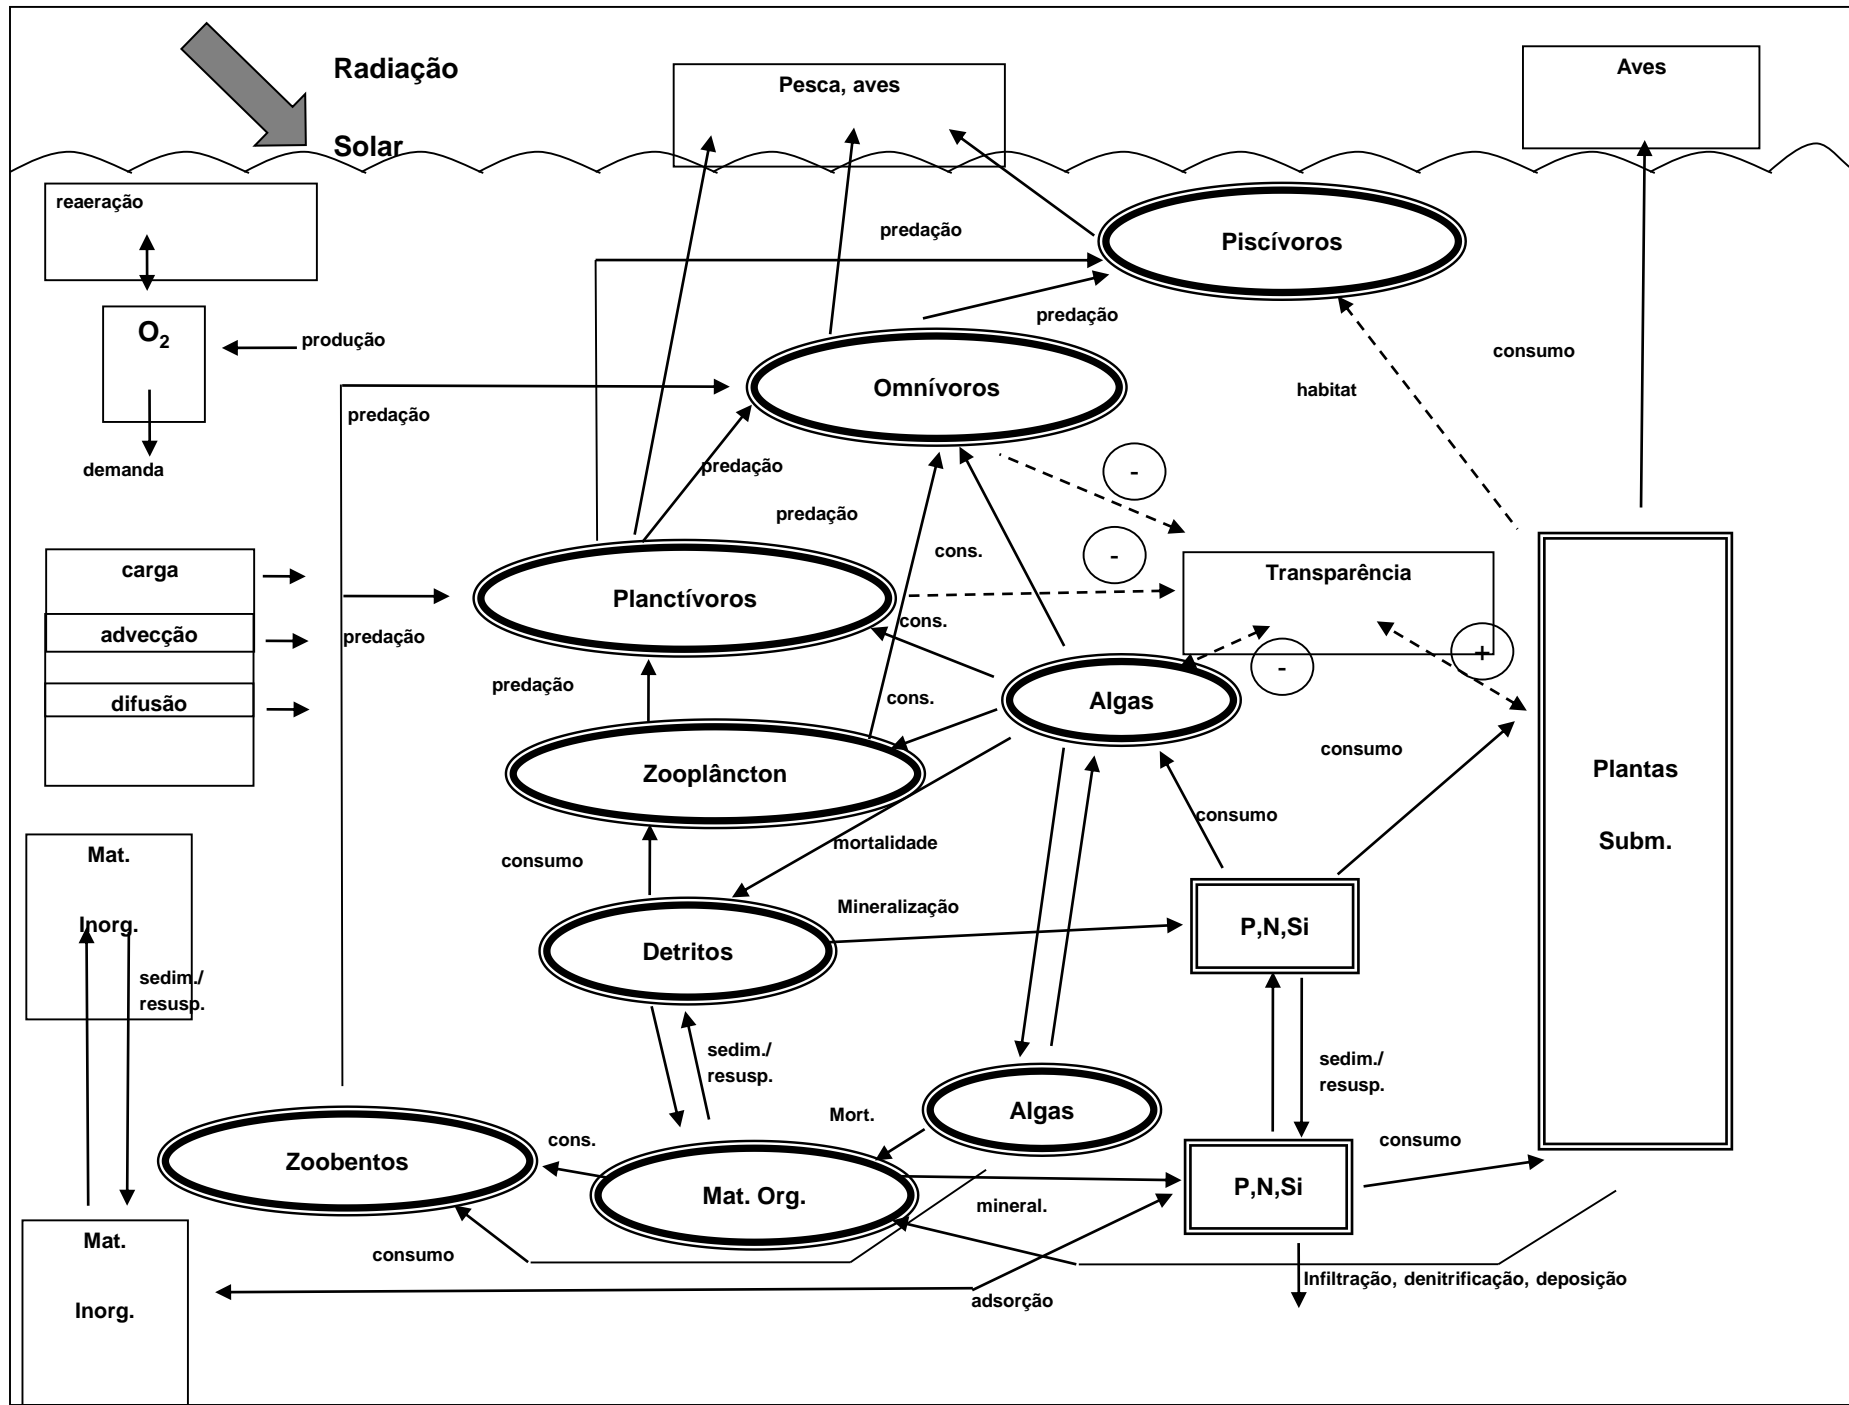 Radiação
Solar
Pesca, aves
Aves
reaeração
predação
Piscívoros
O2
produção
predação
consumo
Omnívoros
habitat
predação
demanda
predação
-
predação
cons.
-
carga
Planctívoros
Transparência
advecção
predação
cons.
-
+
difusão
predação
cons.
Algas
consumo
Zooplâncton
Plantas
Subm.
consumo
mortalidade
Mat.
Inorg.
consumo
Mineralização
P,N,Si
Detritos
sedim./
resusp.
sedim./
resusp.
sedim./
resusp.
Mort.
Algas
cons.
consumo
Zoobentos
Mat. Org.
mineral.
P,N,Si
Mat.
Inorg.
consumo
adsorção
Infiltração, denitrificação, deposição